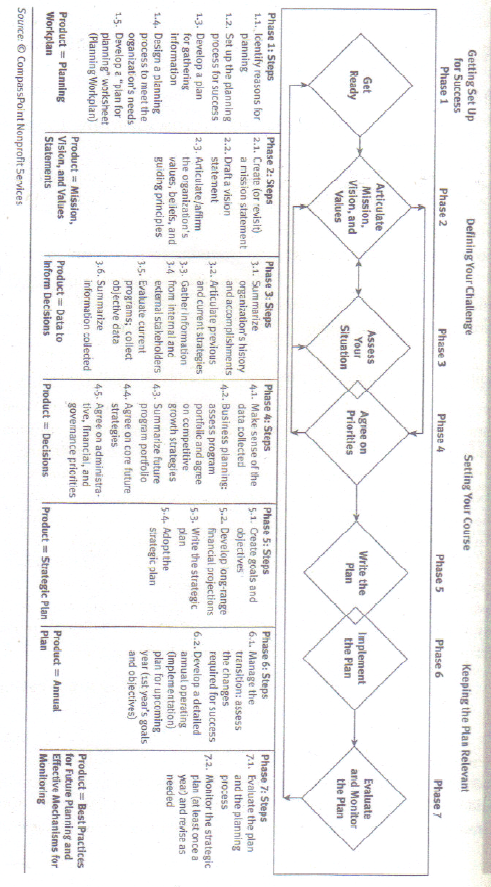 Getting Set Up
for Success
Defining Your Challenge
Setting Your Course
Keeping the Plan Relevant
Phase 1
Phase 2
Phase 3
Phase 4
Phase 5
Phase 6
Phase 7
Get
Ready
Articulate
Mission,
Vision, and
Values
Assess
Your
Situation
Agree on
Priorities
Write the
Plan
Implement
the Plan
Evaluate
and Monitor
the Plan
Phase 1: Steps
1.1. Identify reasons for
planning
1.2. Set up the planning
process for success
1.3. Develop a plan
for gathering
information
1.4. Design a planning
process to meet the
organization's needs
1.5. Develop a "plan for
planning" worksheet
(Planning Workplan)
Product = Planning
Workplan
Phase 2: Steps
2.1. Create (or revisit)
a mission statement
2.2. Draft a vision
statement
2.3. Articulate/affirm
the organization's
values, beliefs, and
guiding principles
Product = Mission,
Vision, and Values
Statements
Phase 3: Steps
3.1. Summarize
organization's history
and accomplishments
3.2. Articulate previous
and current strategies
3.3. Gather information
3.4 from internal and
external stakeholders
3.5. Evaluate current
programs; collect
objective data
3.6. Summarize
information collected
Product = Data to
Inform Decisions
Phase 4: Steps
4.1. Make sense of the
data collected
4.2. Business planning:
assess program
portfolio and agree
on competitive
growth strategies
4.3. Summarize future
program portfolio
4.4. Agree on core future
strategies
4.5. Agree on administra-
tive, financial, and
governance priorities
Product = Decisions
Phase 5: Steps
5.1. Create goals and
objectives
5.2. Develop long-range
financial projections
5.3. Write the strategic
plan
5.4. Adopt the
strategic plan
Product = Strategic Plan
Phase 6: Steps
6.1. Manage the
transition: assess
the changes
required for success
6.2. Develop a detailed
annual operating
(implementation)
plan for upcoming
year (1st year's goals
and objectives)
Product = Annual
Plan
Phase 7: Steps
7.1. Evaluate the plan
and the planning
process
7.2. Monitor the strategic
plan (at least once a
year) and revise as
needed
Product = Best Practices
for Future Planning and
Effective Mechanisms for
Monitoring
Source: © CompassPoint Nonprofit Services